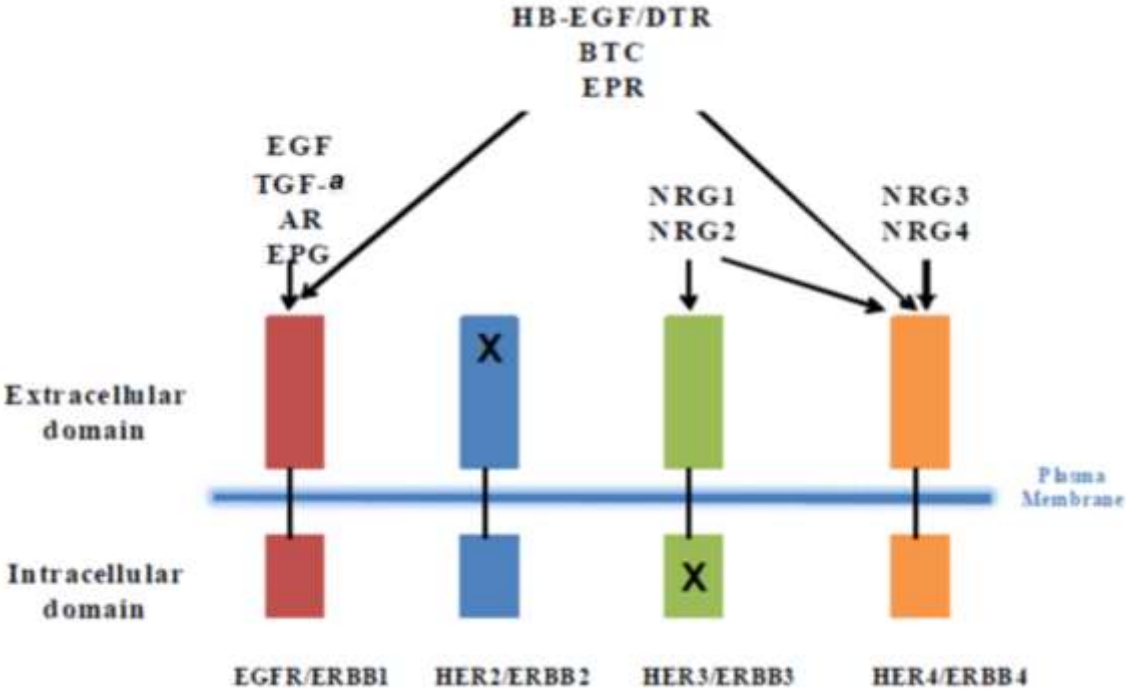 HB-EGF/DTR
BTC
EPR
EGF
TGF-a
AR
EPG
NRG1
NRG2
NRG3
NRG4
X
Extracellular
domain
Plasma
Membrane
X
Intracellular
domain
EGFR/ERBB1
HER2/ERBB2
HER3/ERBB3
HER4/ERBB4